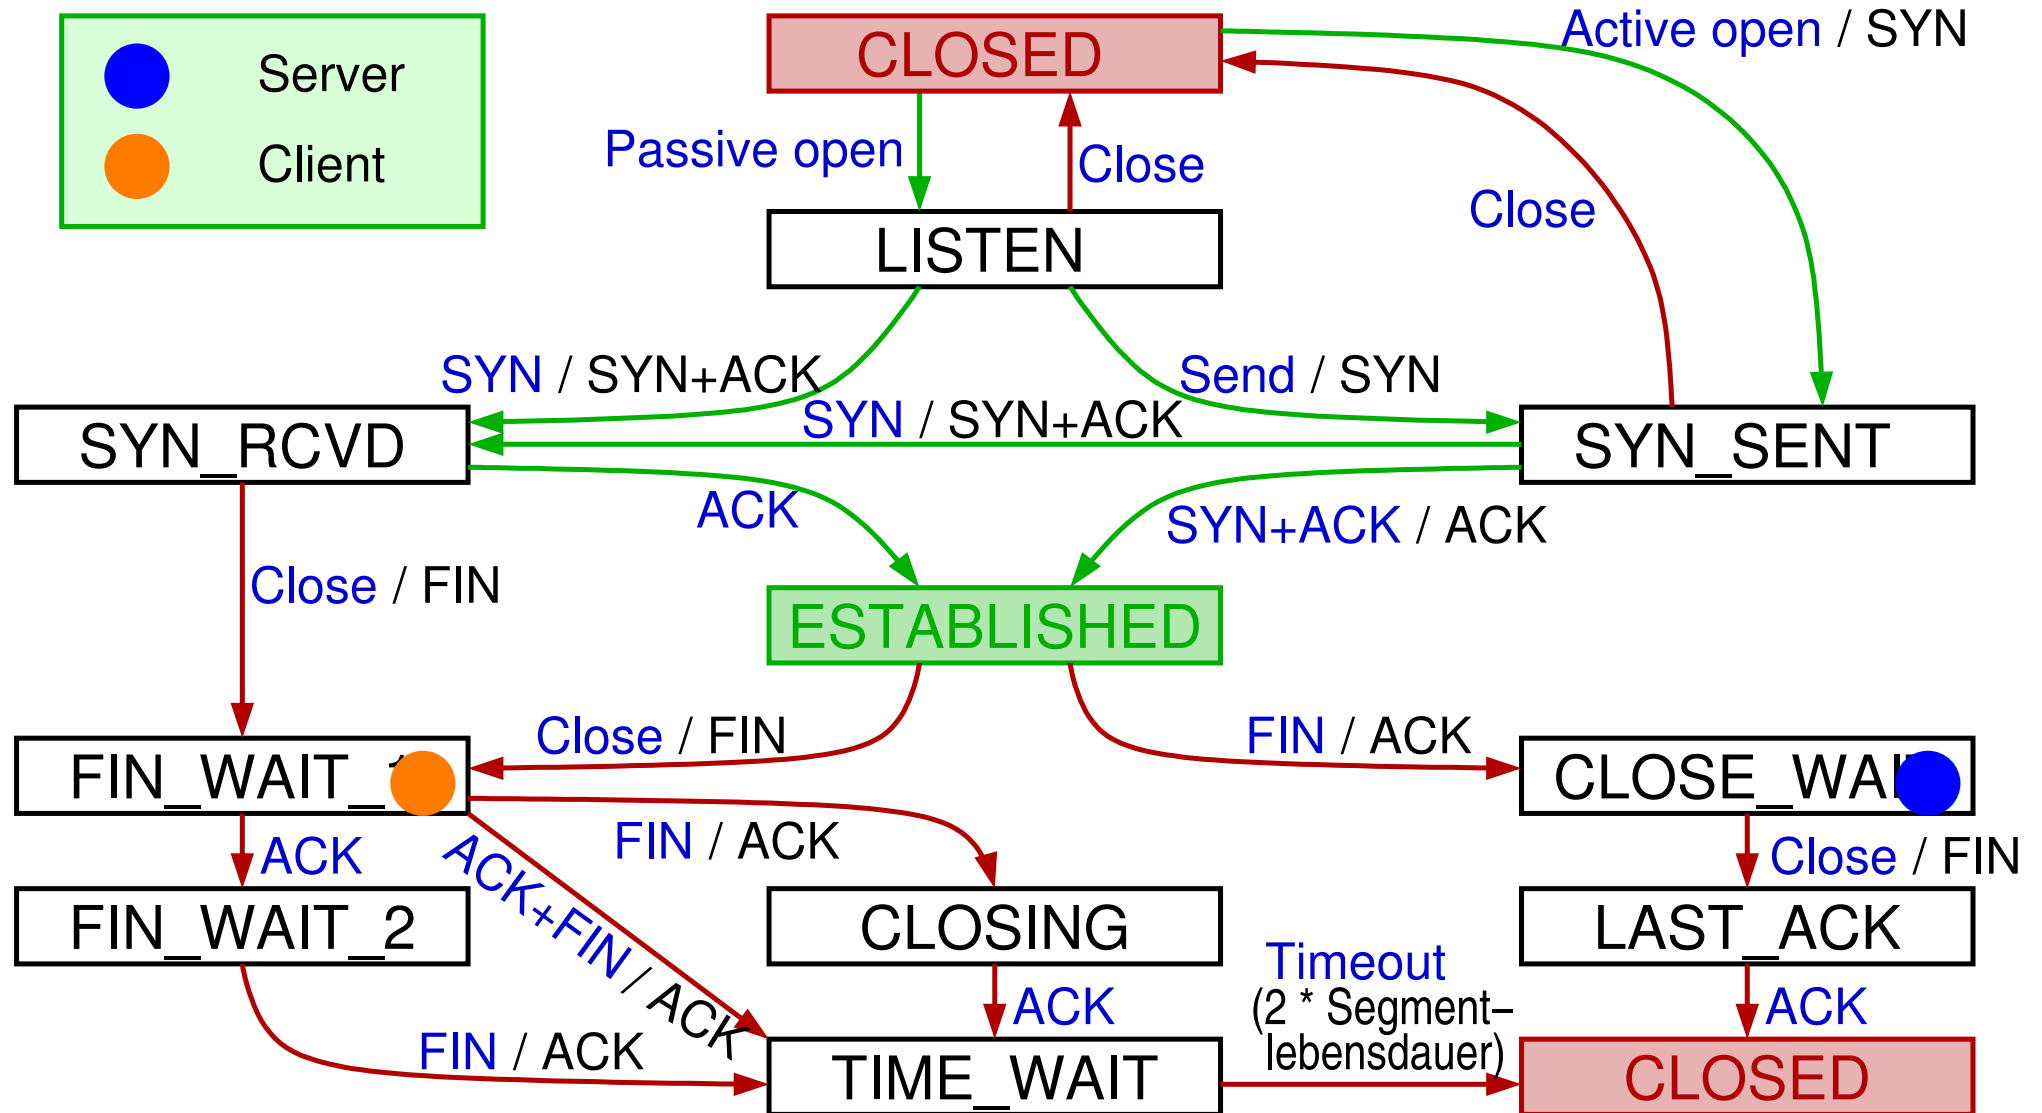 CLOSED
Active open / SYN
Server
Client
Passive open
Close
Close
LISTEN
SYN / SYN+ACK
Send / SYN
SYN / SYN+ACK
SYN_RCVD
SYN_SENT
ACK
SYN+ACK / ACK
Close / FIN
ESTABLISHED
Close / FIN
FIN / ACK
FIN_WAIT_
CLOSE_WAI
ACK
FIN / ACK
Close / FIN
ACK+FIN / ACK
FIN_WAIT_2
CLOSING
LAST_ACK
Timeout
(2 * Segment–
lebensdauer)
ACK
ACK
FIN / ACK
TIME_WAIT
CLOSED